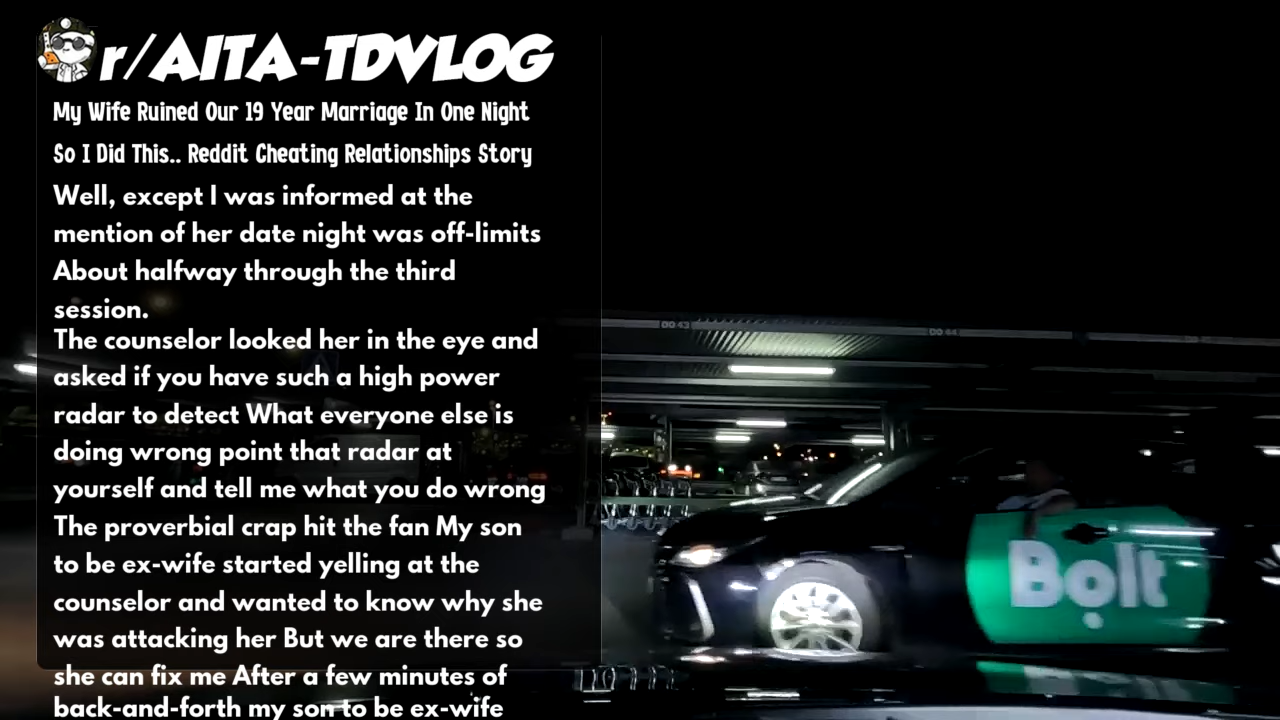 r/AITA-TDVLOG
My Wife Ruined Our 19 Year Marriage In One Night
So I Did This.. Reddit Cheating Relationships Story
Well, except I was informed at the
mention of her date night was off-limits
About halfway through the third
session.
The counselor looked her in the eye and
asked if you have such a high power
radar to detect What everyone else is
doing wrong point that radar at
yourself and tell me what you do wrong
The proverbial crap hit the fan My son
to be ex-wife started yelling at the
counselor and wanted to know why she
was attacking her But we are there so
she can fix me After a few minutes of
back-and-forth my son to be ex-wife
DO 43
DO 44
Bolt